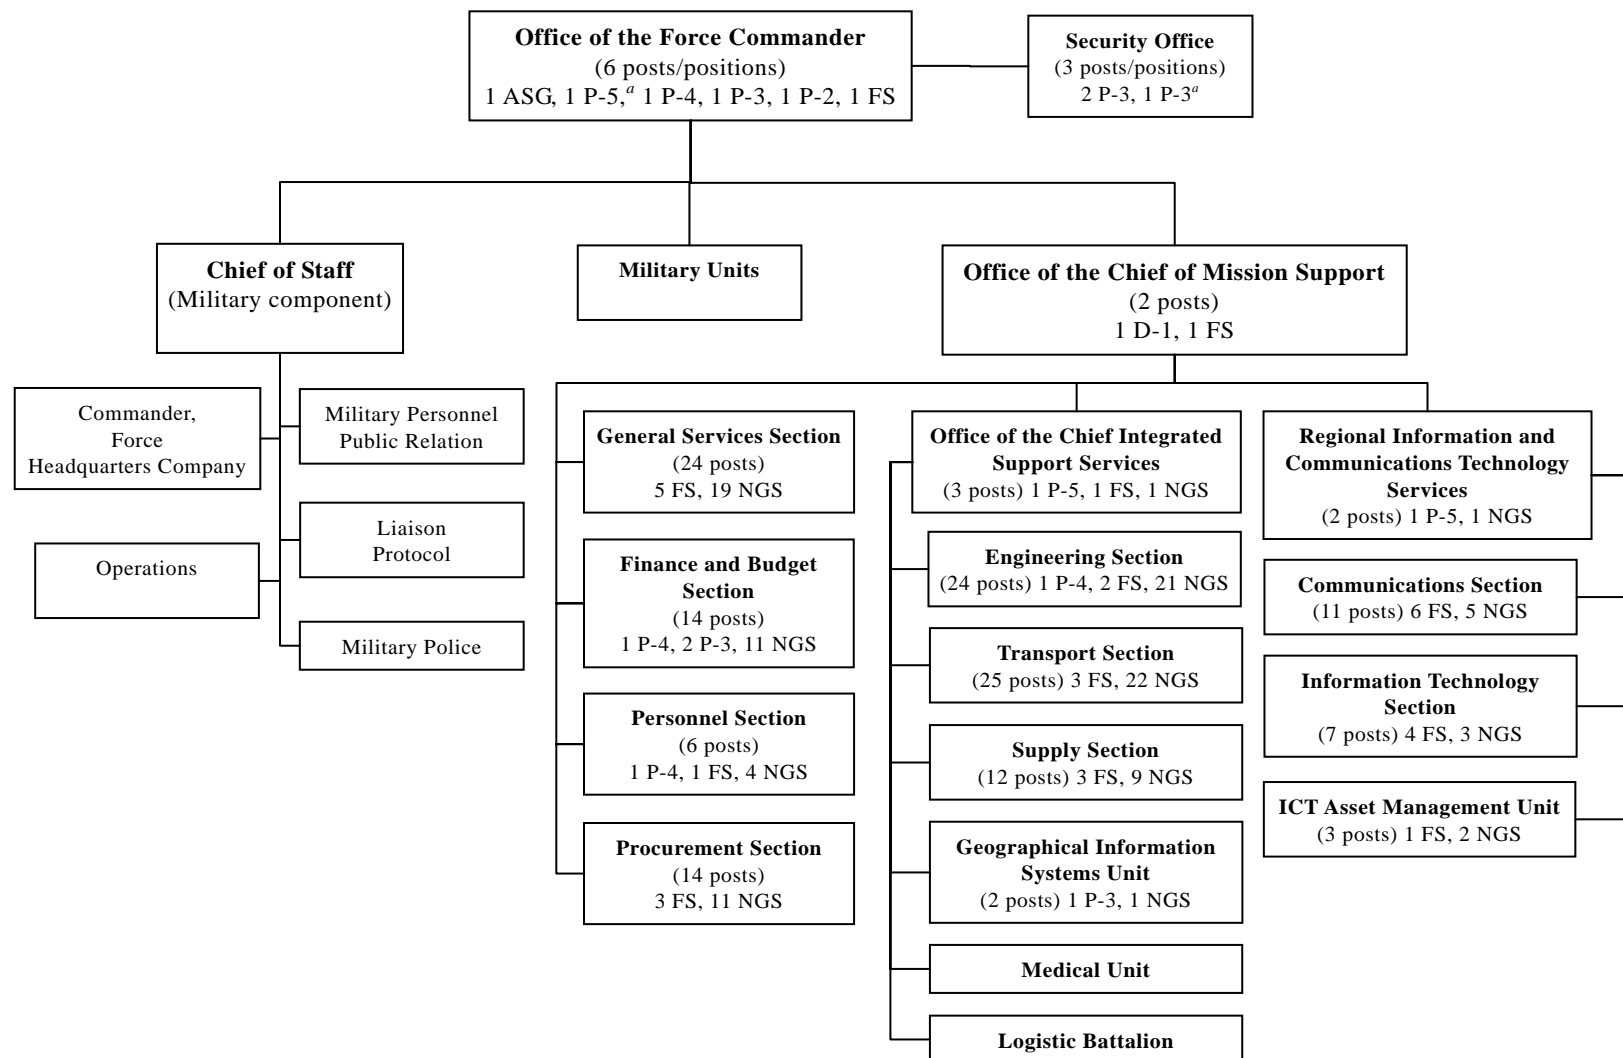 Office of the Force Commander
(6 posts/positions)
1 ASG, 1 P-5,a 1 P-4, 1 P-3, 1 P-2, 1 FS
Security Office
(3 posts/positions)
2 P-3, 1 P-3a
Chief of Staff
(Military component)
Military Units
Office of the Chief of Mission Support
(2 posts)
1 D-1, 1 FS
Commander,
Force
Headquarters Company
Military Personnel
Public Relation
Operations
Liaison
Protocol
Military Police
General Services Section
(24 posts)
5 FS, 19 NGS
Finance and Budget
Section
(14 posts)
1 P-4, 2 P-3, 11 NGS
Personnel Section
(6 posts)
1 P-4, 1 FS, 4 NGS
Procurement Section
(14 posts)
3 FS, 11 NGS
Office of the Chief Integrated
Support Services
(3 posts) 1 P-5, 1 FS, 1 NGS
Engineering Section
(24 posts) 1 P-4, 2 FS, 21 NGS
Transport Section
(25 posts) 3 FS, 22 NGS
Supply Section
(12 posts) 3 FS, 9 NGS
Geographical Information
Systems Unit
(2 posts) 1 P-3, 1 NGS
Medical Unit
Logistic Battalion
Regional Information and
Communications Technology
Services
(2 posts) 1 P-5, 1 NGS
Communications Section
(11 posts) 6 FS, 5 NGS
Information Technology
Section
(7 posts) 4 FS, 3 NGS
ICT Asset Management Unit
(3 posts) 1 FS, 2 NGS